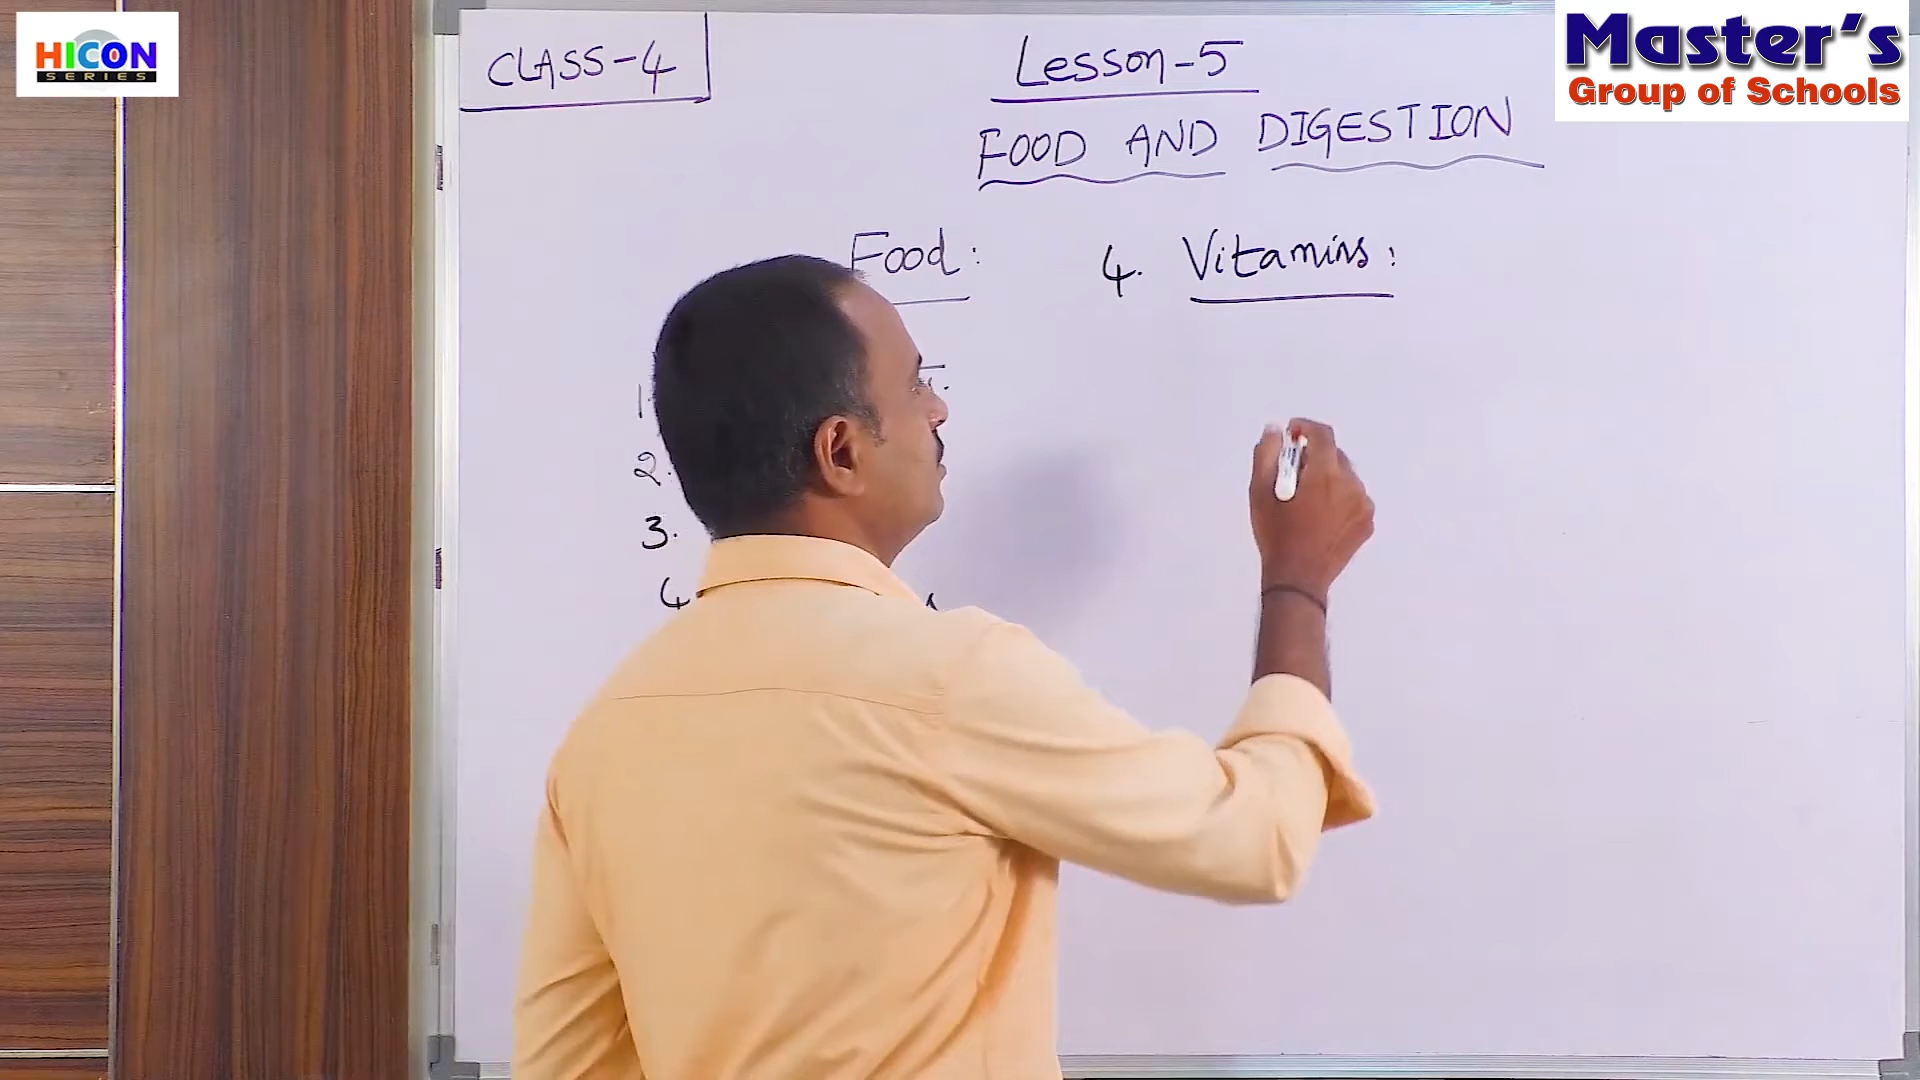 HICON
SERIES
CLASS-4
Lesson-5
Master's
Group of Schools
FOOD AND DIGESTION
Food:
4. Vitamins:
1.
2.
3.
4